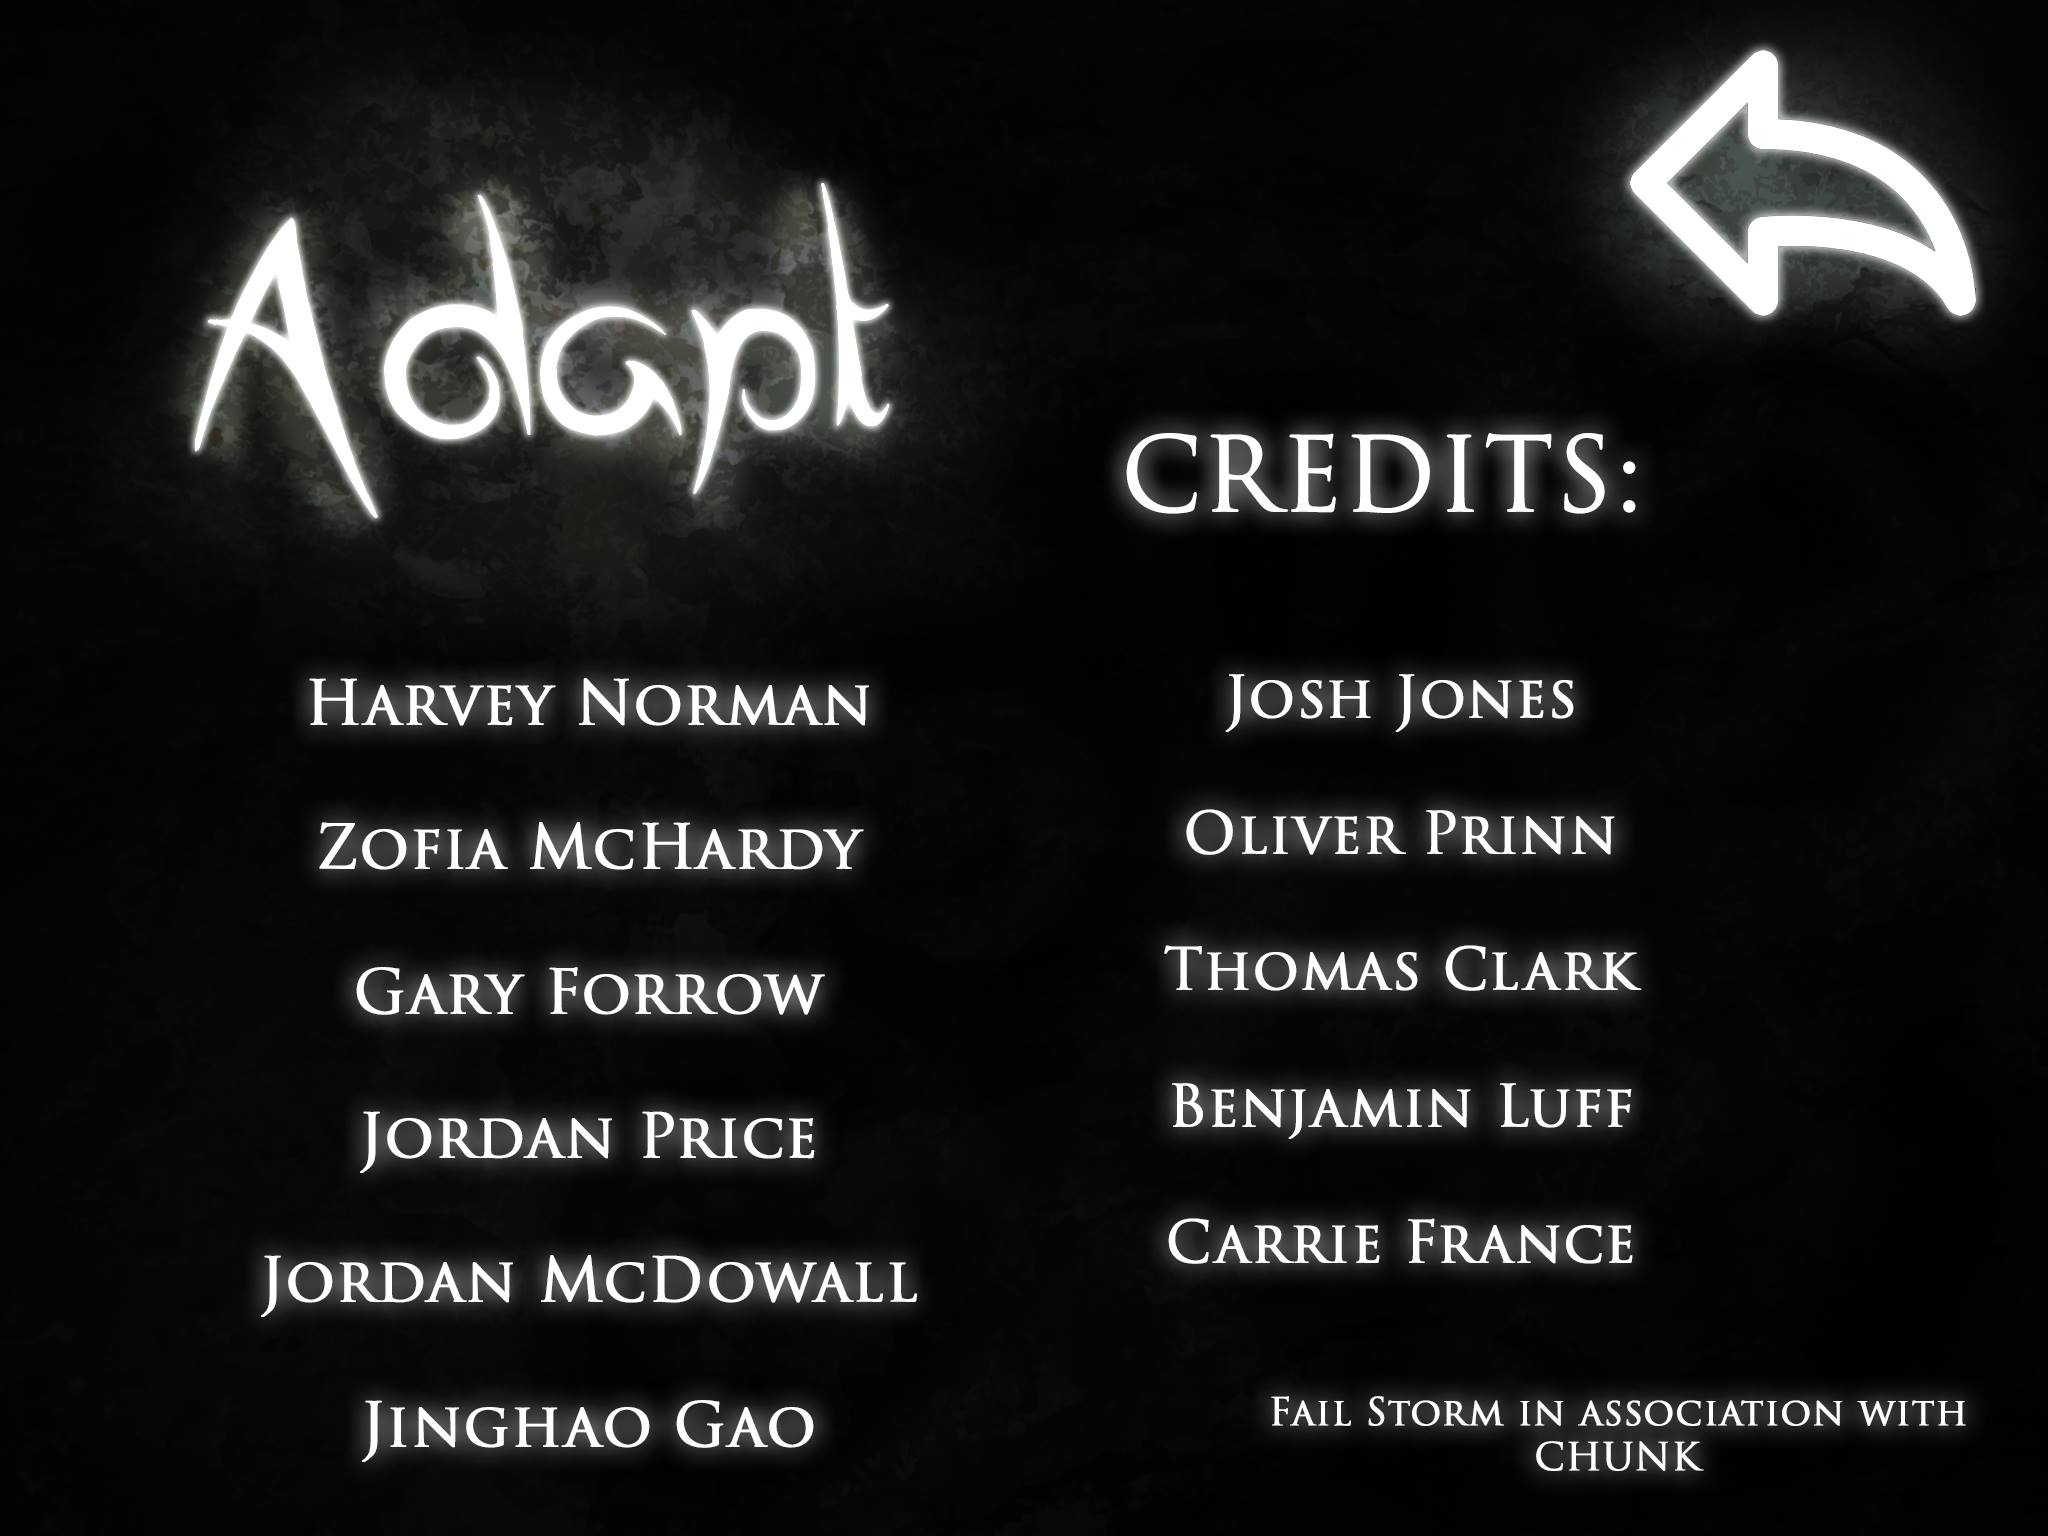 Adapt
CREDITS:
Harvey Norman
Zofia McHardy
Gary Forrow
Jordan Price
Jordan McDowall
Jinghao Gao
Josh Jones
Oliver Prinn
Thomas Clark
Benjamin Luff
Carrie France
Fail Storm in association with
CHUNK